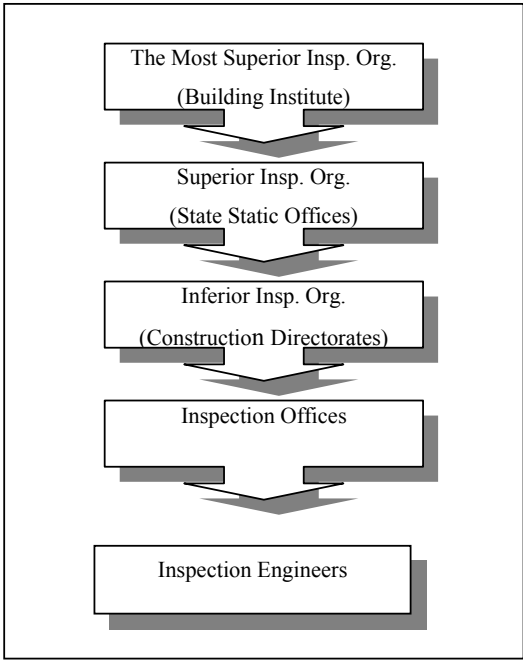 The Most Superior Insp. Org.
(Building Institute)
Superior Insp. Org.
(State Static Offices)
Inferior Insp. Org.
(Construction Directorates)
Inspection Offices
Inspection Engineers